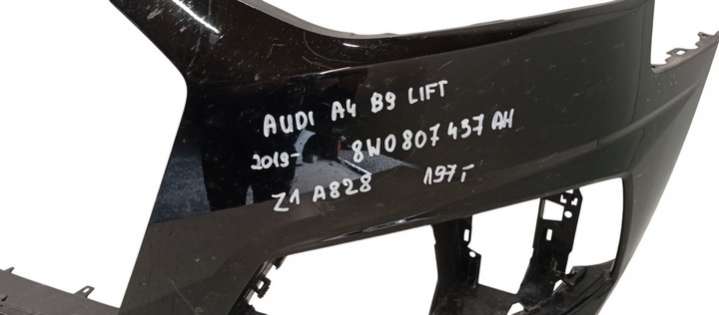 AUDI A4 B9 LIFT
2019- 8W0807437AH
Z1 A828 197,-